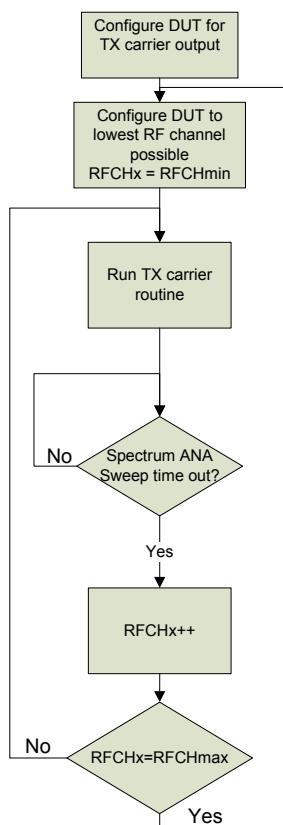 Configure DUT for
TX carrier output
Configure DUT to
lowest RF channel
possible
RFCHx = RFCHmin
Run TX carrier
routine
No
Spectrum ANA
Sweep time out?
Yes
RFCHx++
No
RFCHx=RFCHmax
Yes